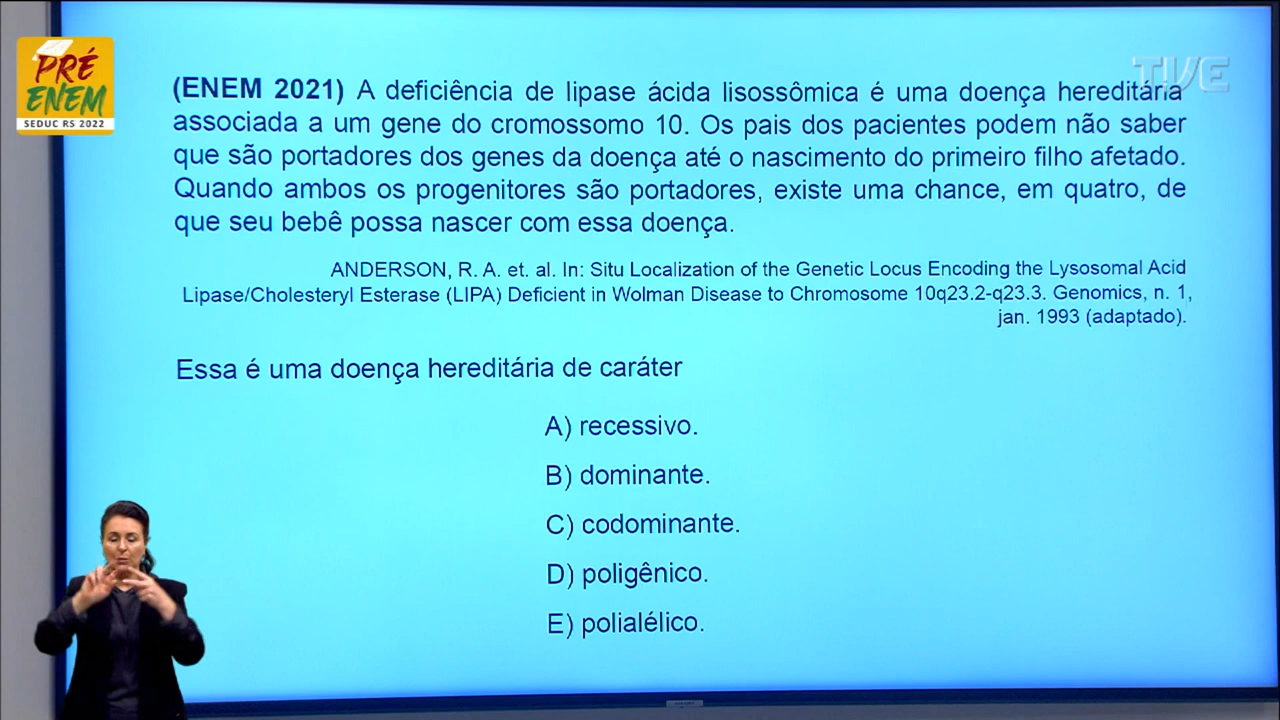 PRÉ
ENEM
SEDUC RS 2022
TVE
(ENEM 2021) A deficiência de lipase ácida lisossômica é uma doença hereditária
associada a um gene do cromossomo 10. Os pais dos pacientes podem não saber
que são portadores dos genes da doença até o nascimento do primeiro filho afetado.
Quando ambos os progenitores são portadores, existe uma chance, em quatro, de
que seu bebê possa nascer com essa doença.
ANDERSON, R. A. et. al. In: Situ Localization of the Genetic Locus Encoding the Lysosomal Acid
Lipase/Cholesteryl Esterase (LIPA) Deficient in Wolman Disease to Chromosome 10q23.2-q23.3. Genomics, n. 1,
jan. 1993 (adaptado).
Essa é uma doença hereditária de caráter
A) recessivo.
B) dominante.
C) codominante.
D) poligênico.
E) polialélico.